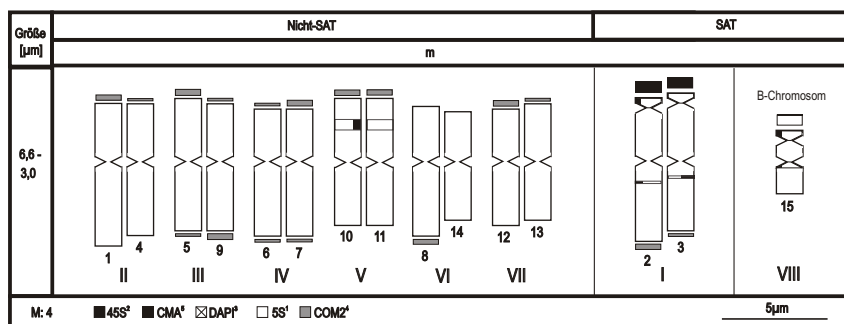 Größe
[µm]
Nicht-SAT
SAT
m
6,6 -
3,0
B-Chromosom
1 4 5 9 6 7 10 11 8 14 12 13 2 3 15
II III IV V VI VII I VIII
M: 4 45S² CMA⁵ DAPI³ 5S¹ COM2⁴ 5µm